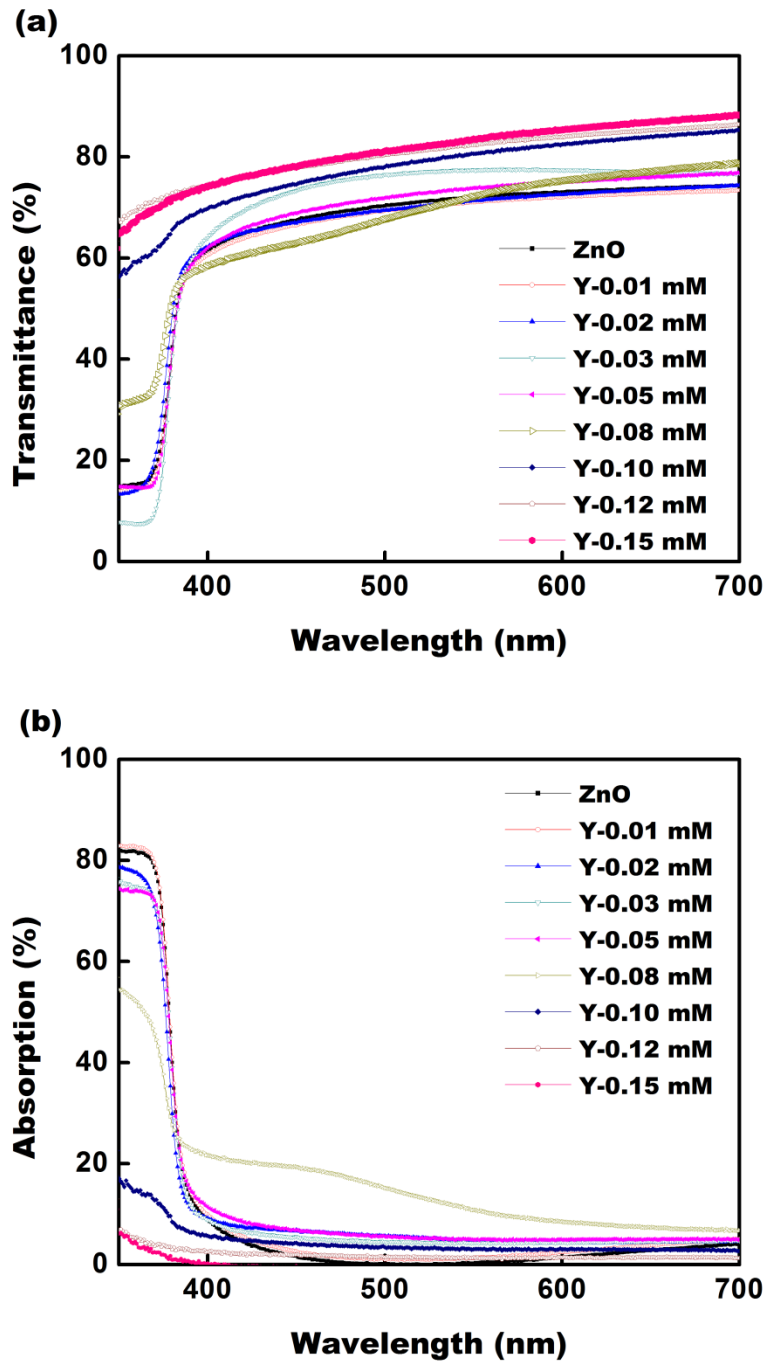 (a)
100
80
60
40
20
0
Transmittance (%)
ZnO
Y-0.01 mM
Y-0.02 mM
Y-0.03 mM
Y-0.05 mM
Y-0.08 mM
Y-0.10 mM
Y-0.12 mM
Y-0.15 mM
400 500 600 700
Wavelength (nm)
(b)
100
80
60
40
20
0
Absorption (%)
ZnO
Y-0.01 mM
Y-0.02 mM
Y-0.03 mM
Y-0.05 mM
Y-0.08 mM
Y-0.10 mM
Y-0.12 mM
Y-0.15 mM
400 500 600 700
Wavelength (nm)